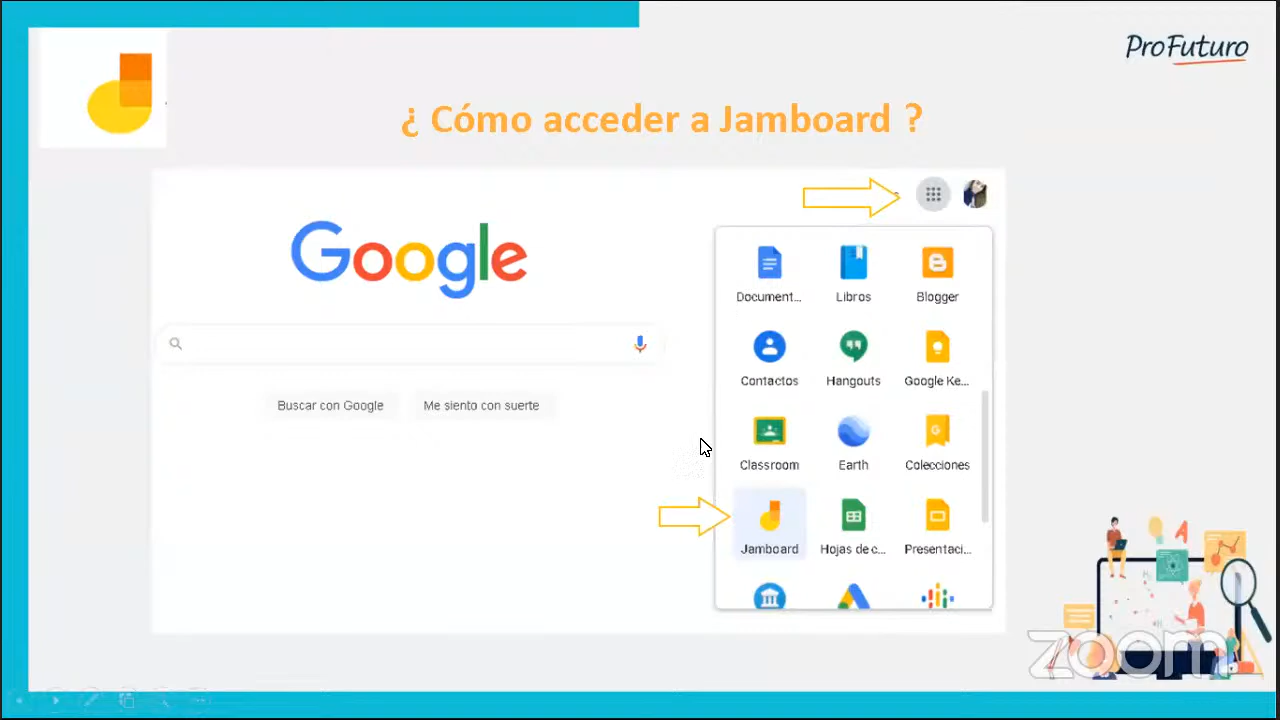 ProFuturo
¿ Cómo acceder a Jamboard ?
Google
Document... Libros Blogger
Contactos Hangouts Google Ke...
Buscar con Google Me siento con suerte
Classroom Earth Colecciones
Jamboard Hojas de c... Presentaci...
zoom